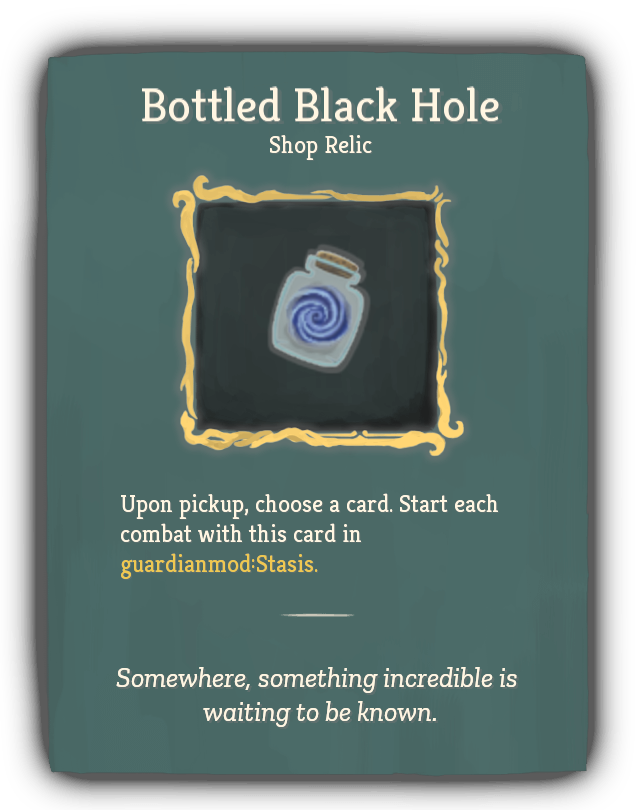 Bottled Black Hole
Shop Relic
Upon pickup, choose a card. Start each
combat with this card in
guardianmod:Stasis.
Somewhere, something incredible is
waiting to be known.